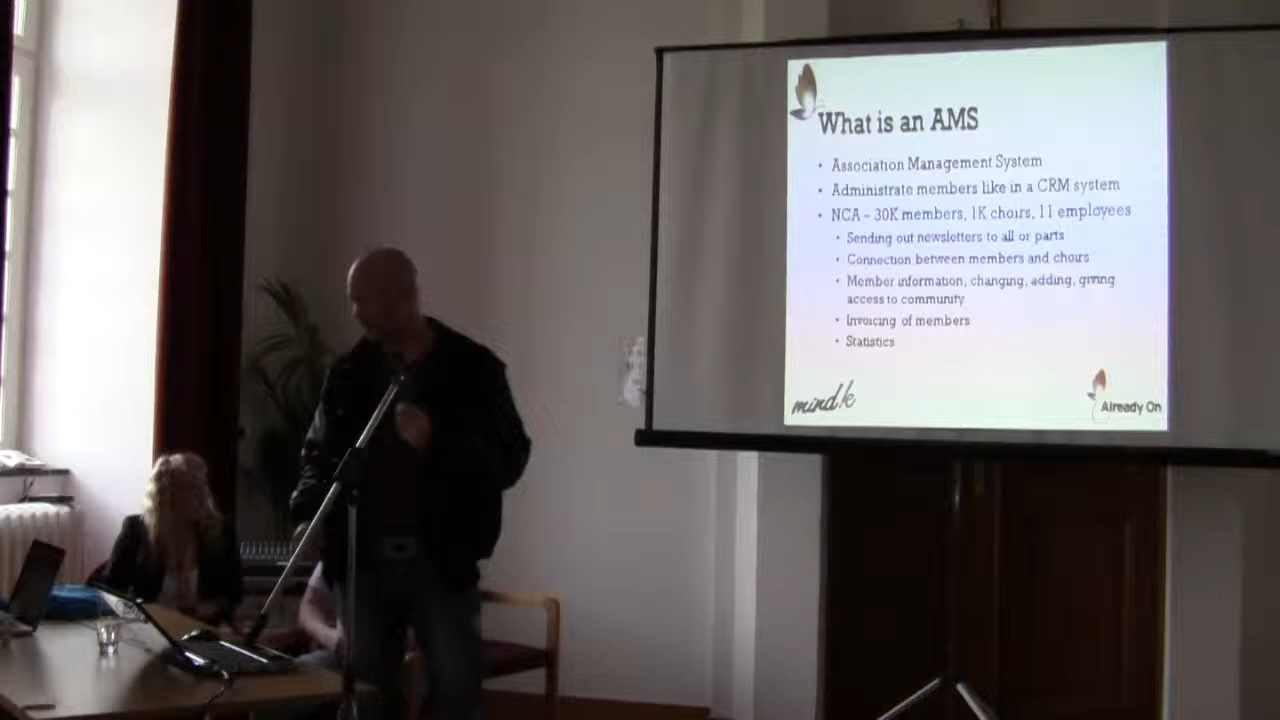 What is an AMS
• Association Management System
• Administrate members like in a CRM system
• NCA – 30K members, 1K choirs, 11 employees
• Sending out newsletters to all or parts
• Connection between members and choirs
• Member information, changing, adding, giving
access to community
• Invoicing of members
• Statistics
mind.k
Already On